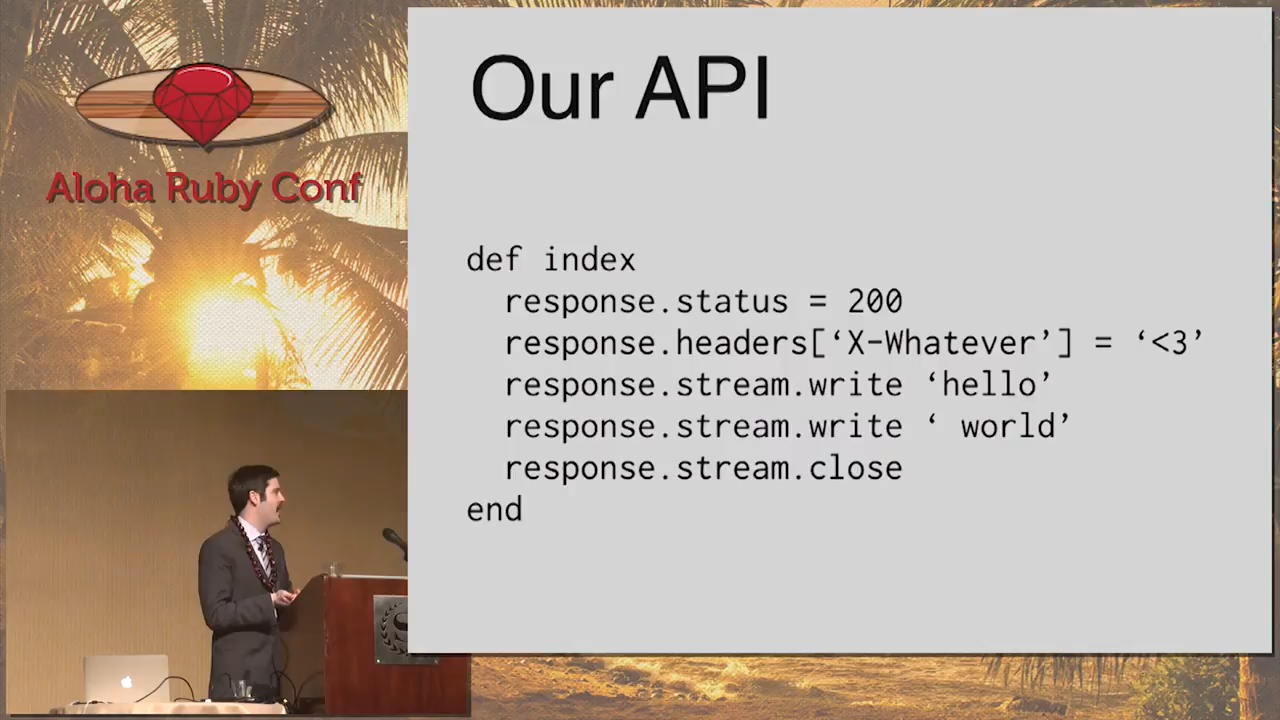 Aloha Ruby Conf
Our API
def index
  response.status = 200
  response.headers[‘X-Whatever’] = ‘<3’
  response.stream.write ‘hello’
  response.stream.write ‘ world’
  response.stream.close
end
S